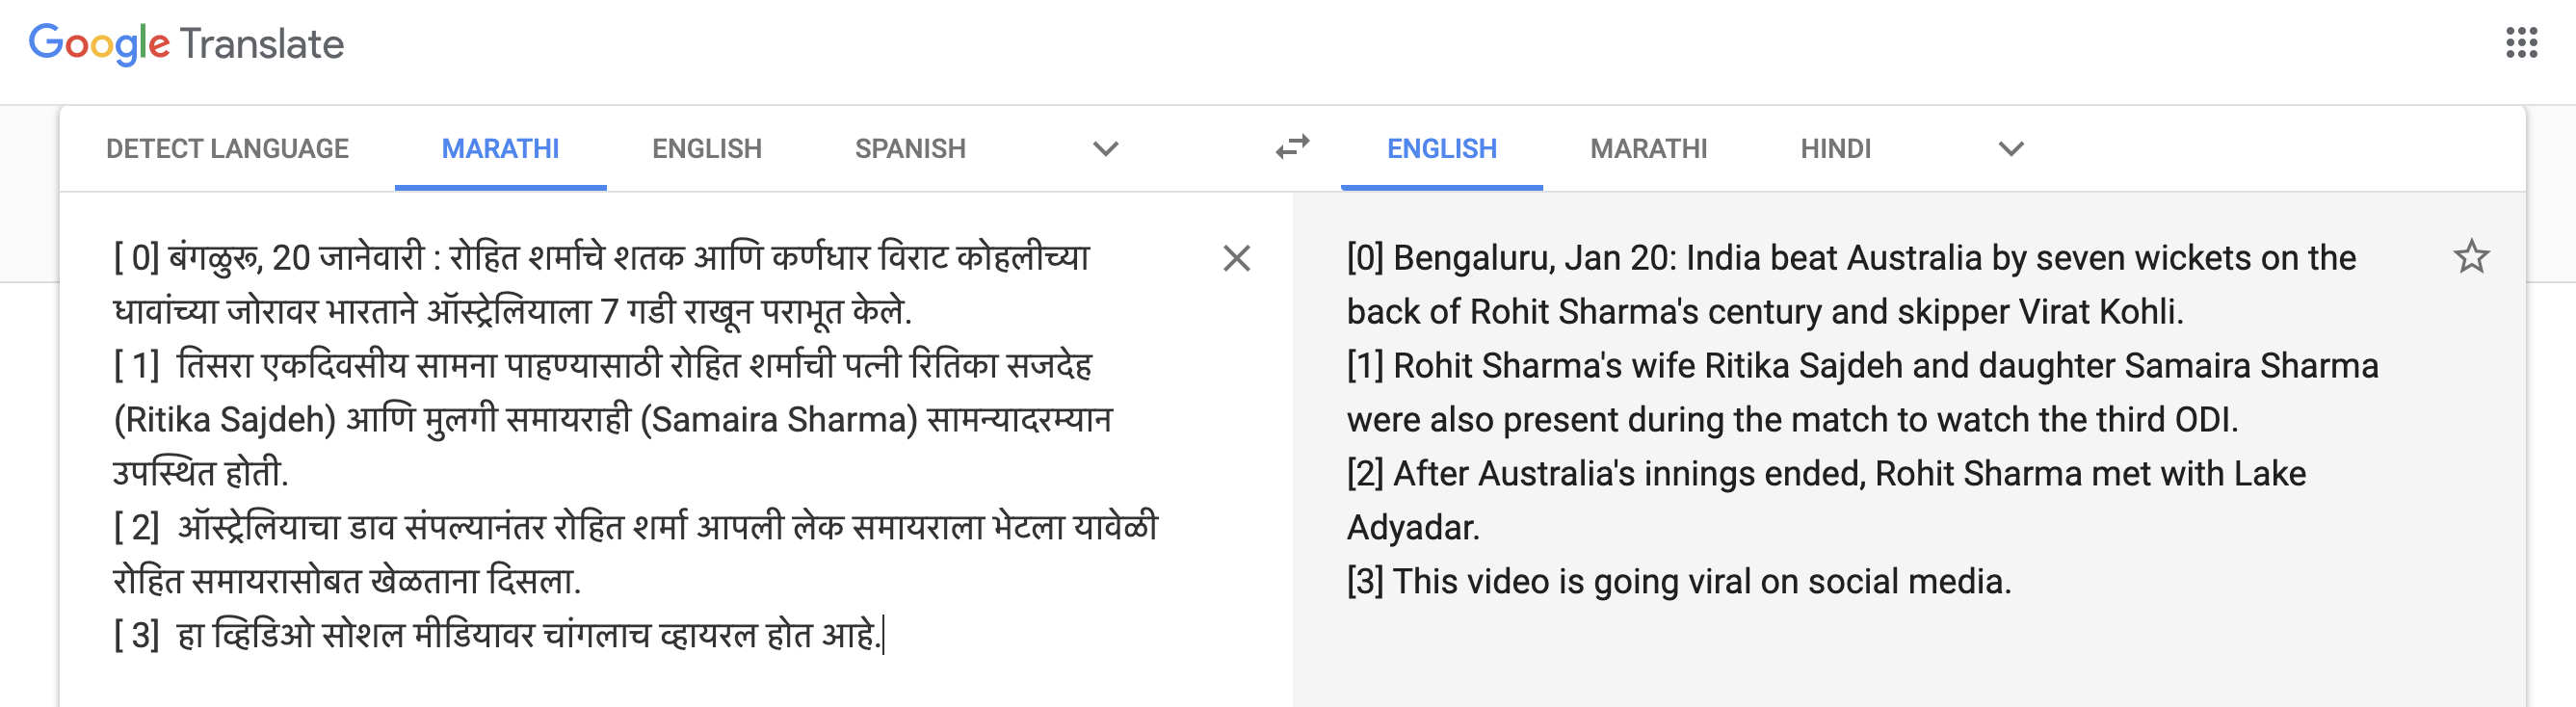 Google Translate
DETECT LANGUAGE MARATHI ENGLISH SPANISH ENGLISH MARATHI HINDI
[ 0] बंगळुरू, 20 जानेवारी : रोहित शर्माचे शतक आणि कर्णधार विराट कोहलीच्या
धावांच्या जोरावर भारताने ऑस्ट्रेलियाला 7 गडी राखून पराभूत केले.
[ 1] तिसरा एकदिवसीय सामना पाहण्यासाठी रोहित शर्माची पत्नी रितिका सजदेह
(Ritika Sajdeh) आणि मुलगी समायराही (Samaira Sharma) सामन्यादरम्यान
उपस्थित होती.
[ 2] ऑस्ट्रेलियाचा डाव संपल्यानंतर रोहित शर्मा आपली लेक समायराला भेटला यावेळी
रोहित समायरासोबत खेळताना दिसला.
[ 3] हा व्हिडिओ सोशल मीडियावर चांगलाच व्हायरल होत आहे.
[0] Bengaluru, Jan 20: India beat Australia by seven wickets on the
back of Rohit Sharma's century and skipper Virat Kohli.
[1] Rohit Sharma's wife Ritika Sajdeh and daughter Samaira Sharma
were also present during the match to watch the third ODI.
[2] After Australia's innings ended, Rohit Sharma met with Lake
Adyadar.
[3] This video is going viral on social media.